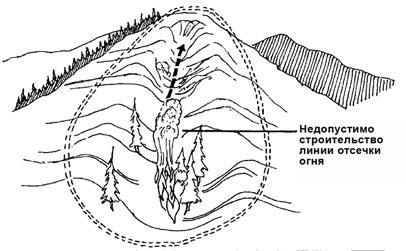 Недопустимо
строительство
линии отсечки
огня